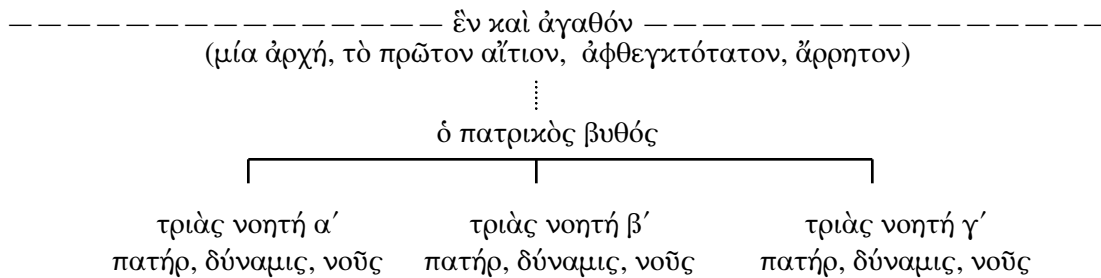 ἓν καὶ ἀγαθόν
(μία ἀρχή, τὸ πρῶτον αἴτιον, ἀφθεγκτότατον, ἄρρητον)
ὁ πατρικὸς βυθός
τριὰς νοητή α′ τριὰς νοητή β′ τριὰς νοητή γ′
πατήρ, δύναμις, νοῦς πατήρ, δύναμις, νοῦς πατήρ, δύναμις, νοῦς